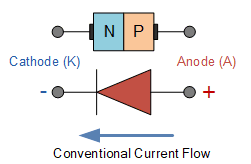 N P
Cathode (K) Anode (A)
- +
Conventional Current Flow